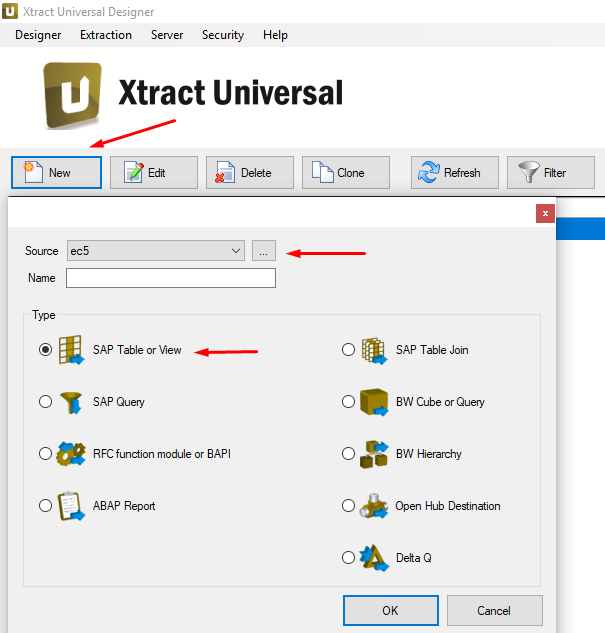 Xtract Universal Designer
Designer Extraction Server Security Help
Xtract Universal
New Edit Delete Clone Refresh Filter
x
Source ec5 ...
Name
Type
SAP Table or View SAP Table Join
SAP Query BW Cube or Query
RFC function module or BAPI BW Hierarchy
ABAP Report Open Hub Destination
Delta Q
OK Cancel